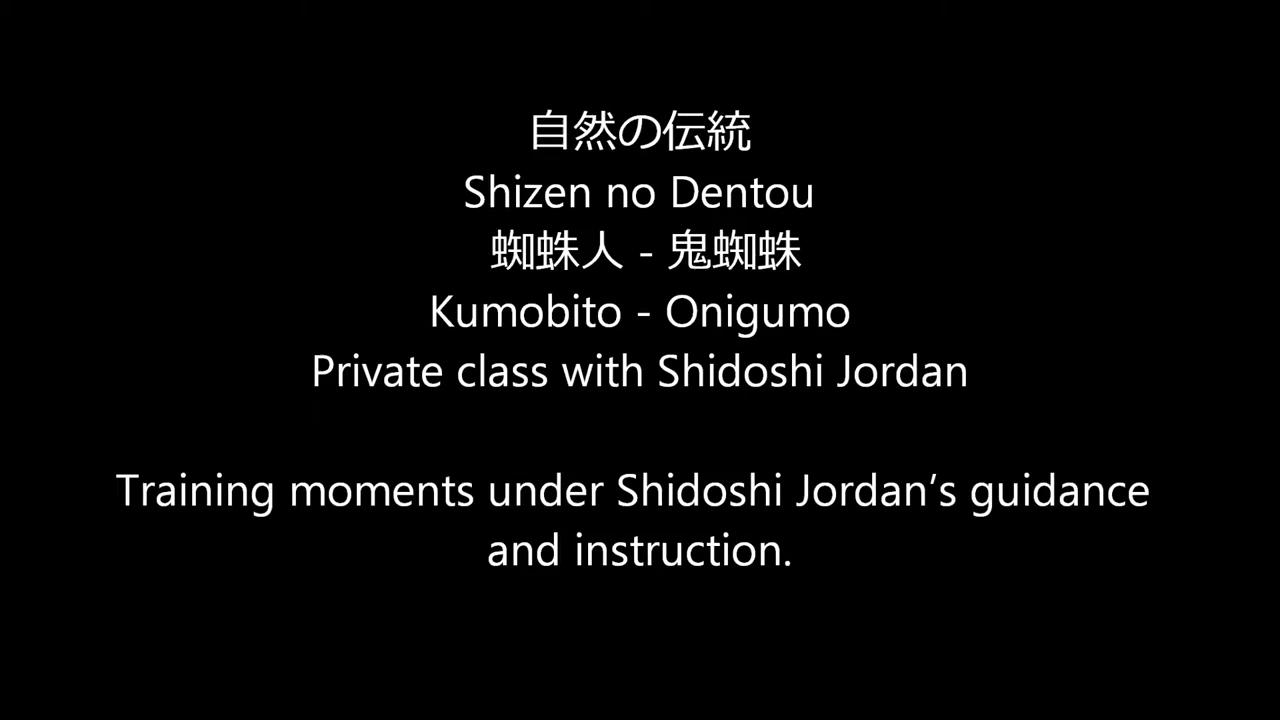 自然の伝統
Shizen no Dentou
蜘蛛人 - 鬼蜘蛛
Kumobito - Onigumo
Private class with Shidoshi Jordan
Training moments under Shidoshi Jordan’s guidance
and instruction.